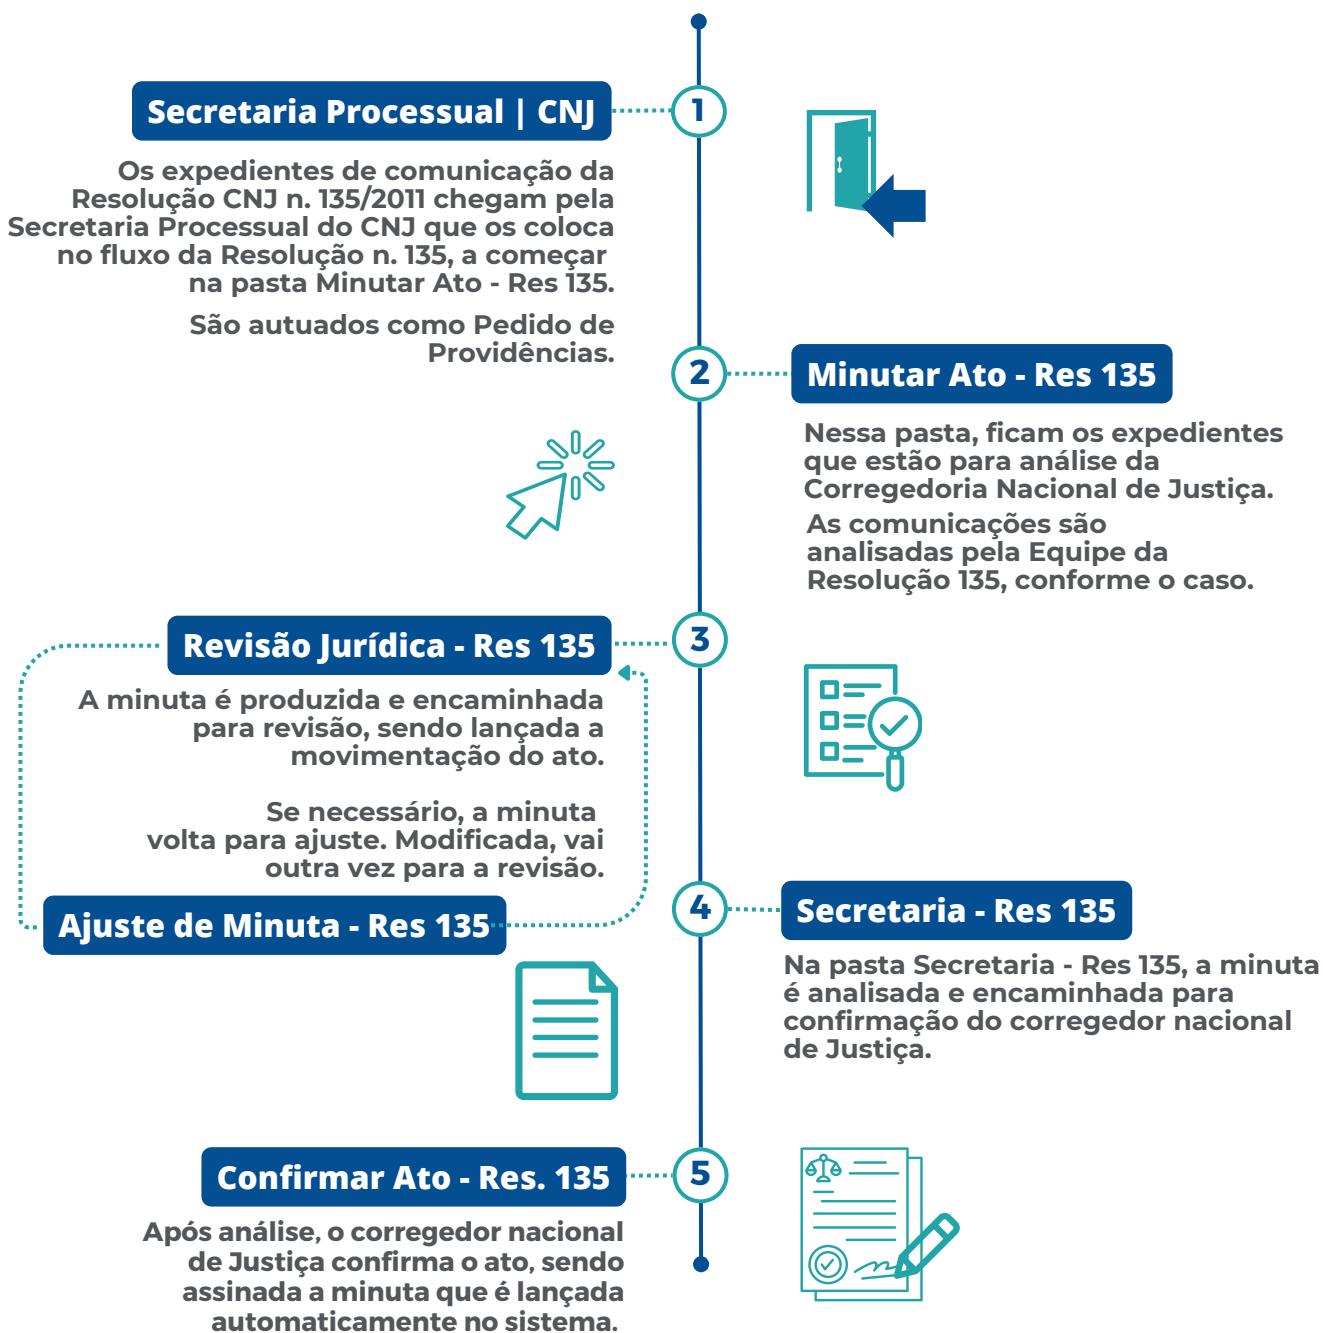 Secretaria Processual | CNJ
1
Os expedientes de comunicação da
Resolução CNJ n. 135/2011 chegam pela
Secretaria Processual do CNJ que os coloca
no fluxo da Resolução n. 135, a começar
na pasta Minutar Ato - Res 135.
São autuados como Pedido de
Providências.
2
Minutar Ato - Res 135
Nessa pasta, ficam os expedientes
que estão para análise da
Corregedoria Nacional de Justiça.
As comunicações são
analisadas pela Equipe da
Resolução 135, conforme o caso.
Revisão Jurídica - Res 135
3
A minuta é produzida e encaminhada
para revisão, sendo lançada a
movimentação do ato.
Se necessário, a minuta
volta para ajuste. Modificada, vai
outra vez para a revisão.
Ajuste de Minuta - Res 135
4
Secretaria - Res 135
Na pasta Secretaria - Res 135, a minuta
é analisada e encaminhada para
confirmação do corregedor nacional
de Justiça.
Confirmar Ato - Res. 135
5
Após análise, o corregedor nacional
de Justiça confirma o ato, sendo
assinada a minuta que é lançada
automaticamente no sistema.